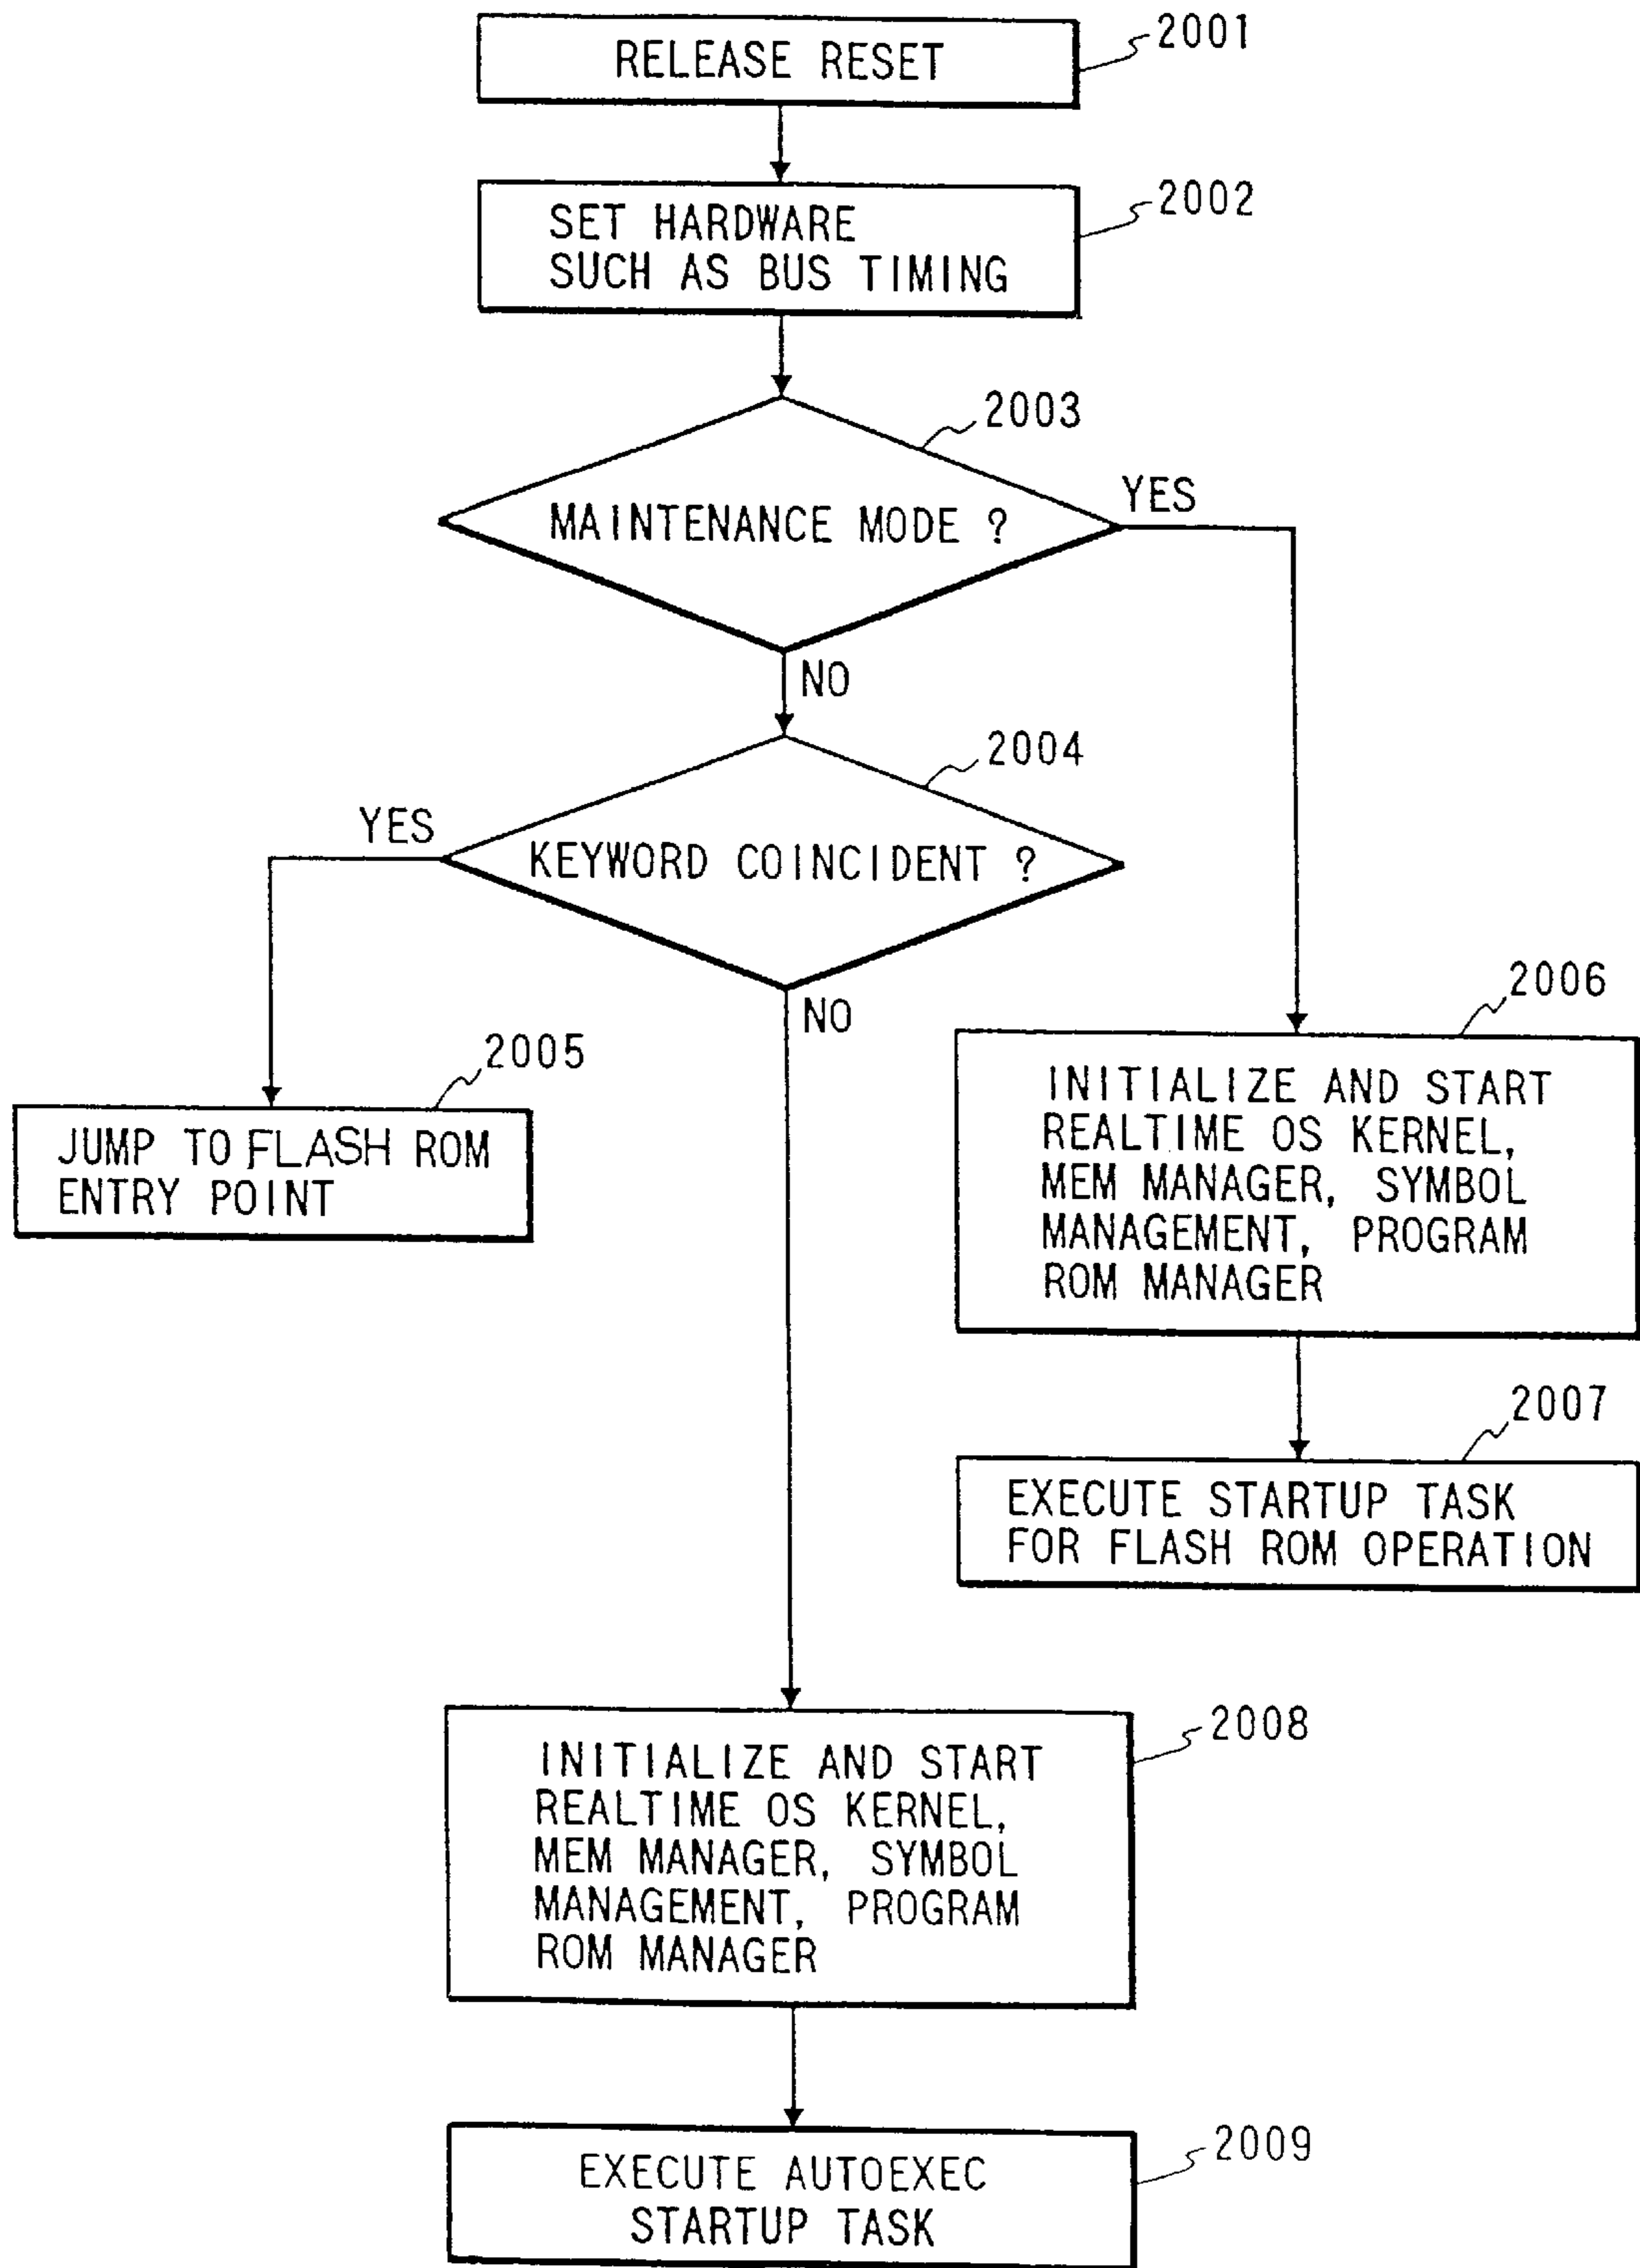 RELEASE RESET
2001
SET HARDWARE
SUCH AS BUS TIMING
2002
MAINTENANCE MODE ?
2003
YES
NO
KEYWORD COINCIDENT ?
2004
YES
NO
JUMP TO FLASH ROM
ENTRY POINT
2005
INITIALIZE AND START
REALTIME OS KERNEL,
MEM MANAGER, SYMBOL
MANAGEMENT, PROGRAM
ROM MANAGER
2006
EXECUTE STARTUP TASK
FOR FLASH ROM OPERATION
2007
INITIALIZE AND START
REALTIME OS KERNEL,
MEM MANAGER, SYMBOL
MANAGEMENT, PROGRAM
ROM MANAGER
2008
EXECUTE AUTOEXEC
STARTUP TASK
2009